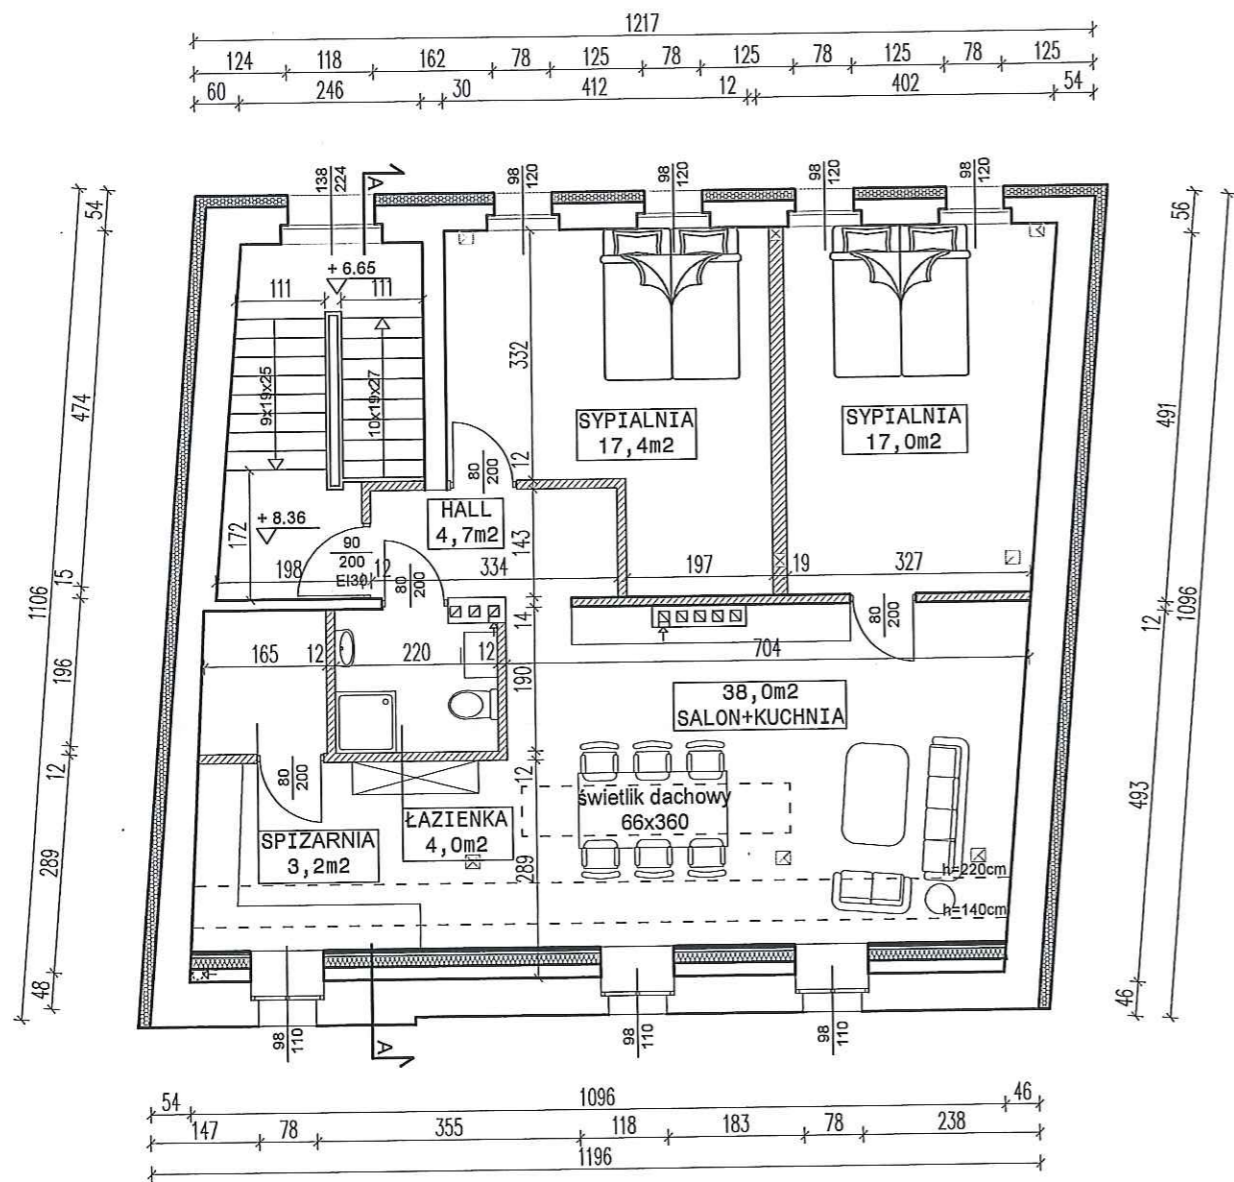 1217
124 118 162 78 125 78 125 78 125 78 125
60 246 30 412 12 402 54
138
224
A
98
120
98
120
98
120
98
120
54
474
15
1106
196
12
289
48
56
491
12
1096
493
46
+ 6.65
111 111
9x19x25
10x19x27
332
SYPIALNIA
17,4m2
SYPIALNIA
17,0m2
80
200
12
HALL
4,7m2
+ 8.36
172
90
200
EI30
143
198 12 334 197 19 327
80
200
80
200
14
165 12 220 12 704
190
38,0m2
SALON+KUCHNIA
80
200
12
świetlik dachowy
66x360
ŁAZIENKA
4,0m2
SPIZARNIA
3,2m2
289
h=220cm
h=140cm
98
110
A
98
110
98
110
54 1096 46
147 78 355 118 183 78 238
1196